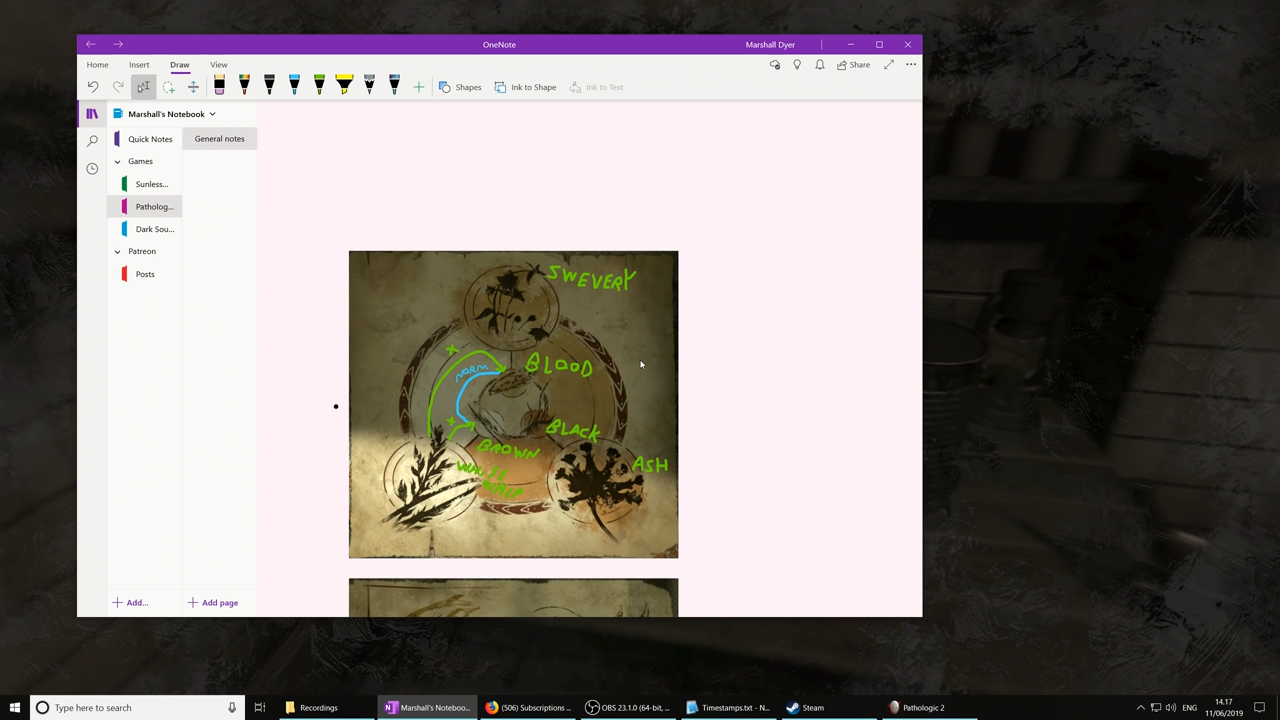 OneNote
Marshall Dyer
Home
Insert
Draw
View
Share
Shapes
Ink to Shape
Ink to Text
Marshall's Notebook
Quick Notes
General notes
Games
Sunless...
Patholog...
Dark Sou...
Patreon
Posts
SWEVERY
+
NORM
BLOOD
+
BLACK
BROWN
ASH
WHIP
Add...
Add page
Type here to search
Recordings
Marshall's Noteboo...
(506) Subscriptions ...
OBS 23.1.0 (64-bit, ...
Timestamps.txt - N...
Steam
Pathologic 2
ENG
14.17
11/06/2019